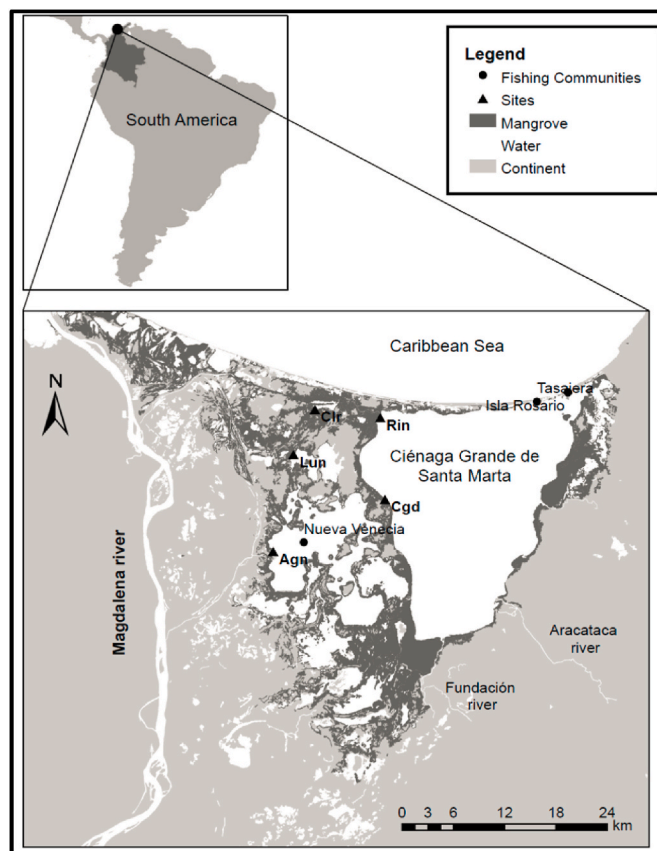 South America
Legend
Fishing Communities
Sites
Mangrove
Water
Continent
N
Caribbean Sea
Tasajera
Isla Rosario
Clr
Rin
Ciénaga Grande de
Santa Marta
Lun
Cgd
Nueva Venecia
Agn
Magdalena river
Aracataca
river
Fundación
river
0 3 6 12 18 24
km